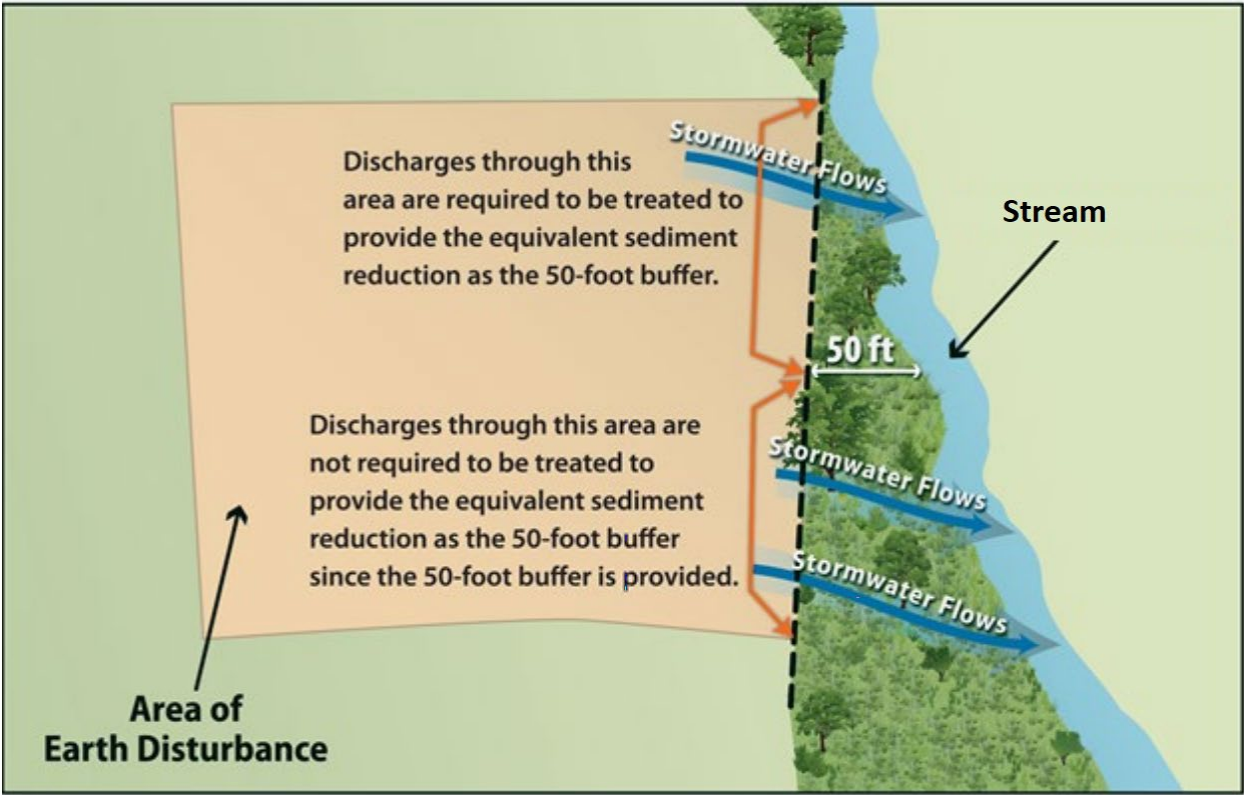 Stormwater Flows
Discharges through this
area are required to be treated to
provide the equivalent sediment
reduction as the 50-foot buffer.
Stream
50 ft
Discharges through this area are
not required to be treated to
provide the equivalent sediment
reduction as the 50-foot buffer
since the 50-foot buffer is provided.
Stormwater Flows
Stormwater Flows
Area of
Earth Disturbance